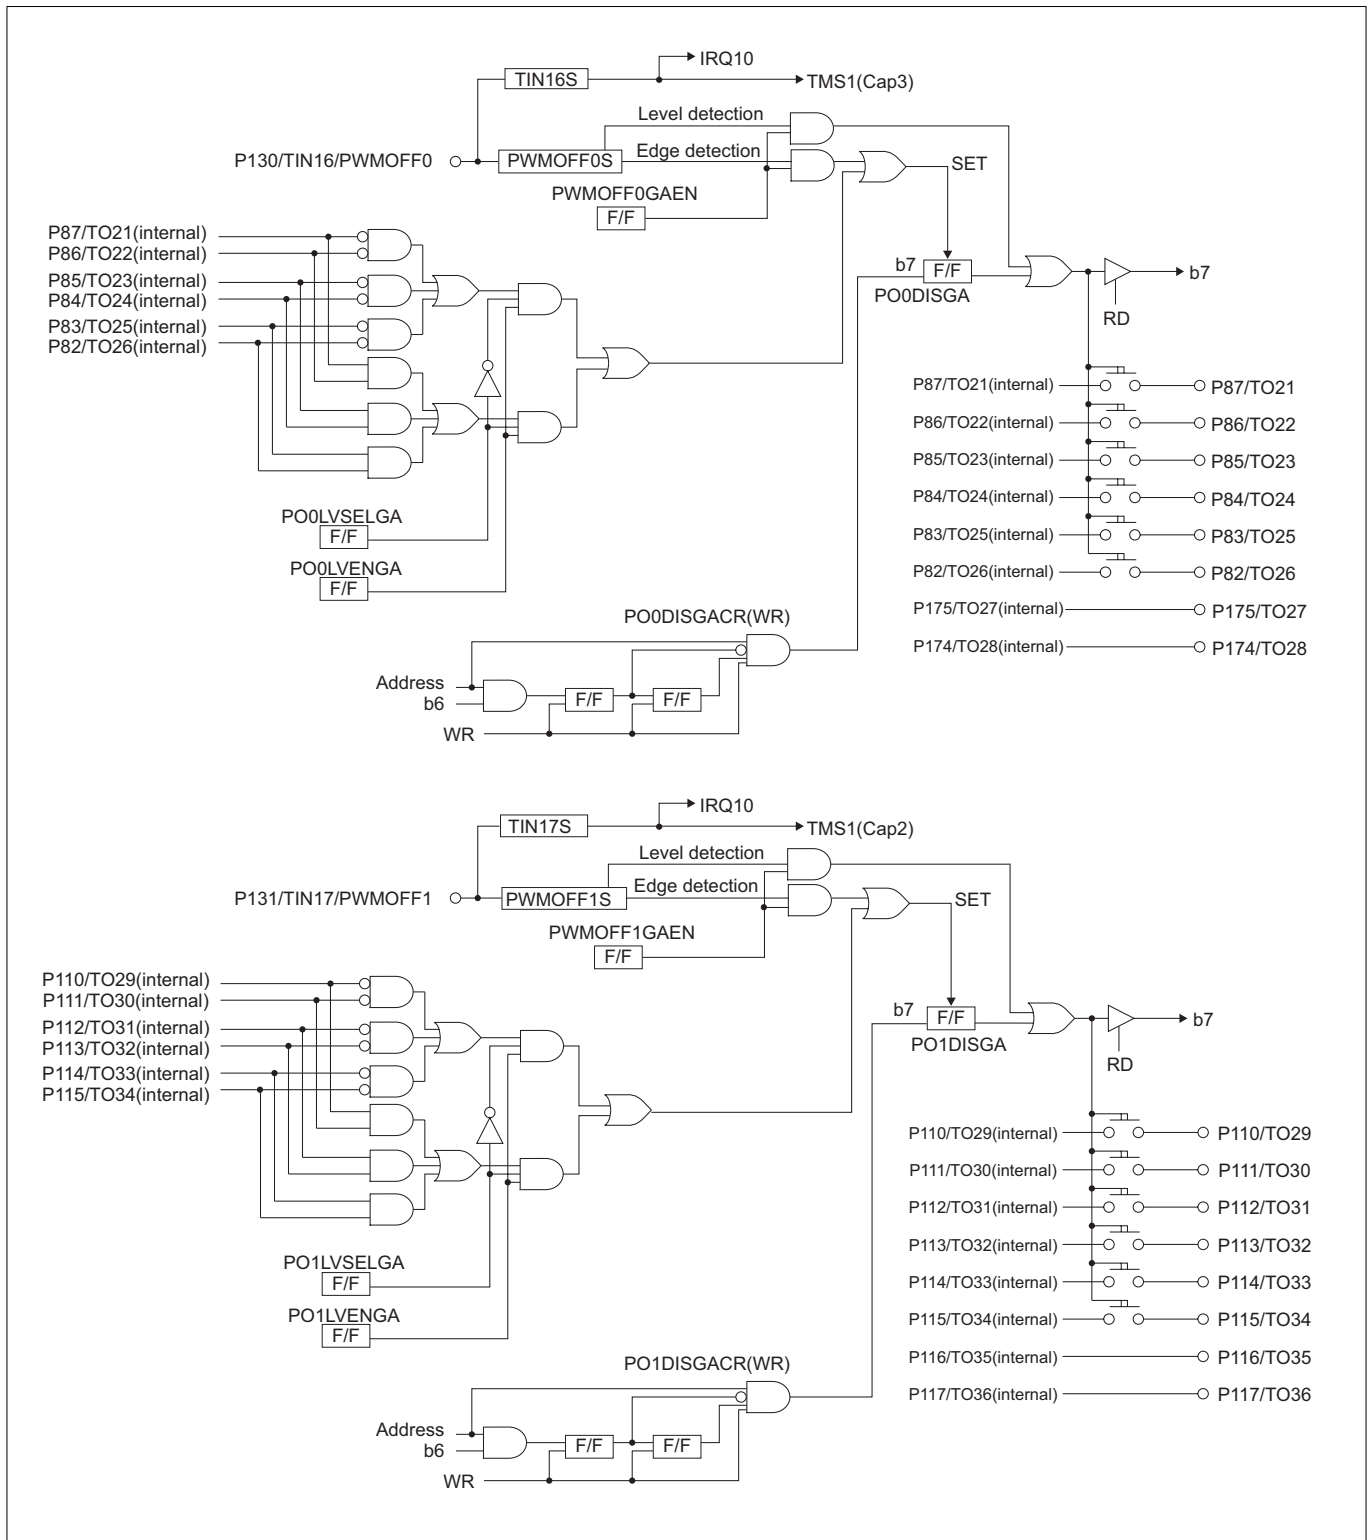 IRQ10
TIN16S
TMS1(Cap3)
Level detection
P130/TIN16/PWMOFF0
PWMOFF0S
Edge detection
SET
PWMOFF0GAEN
F/F
P87/TO21(internal)
P86/TO22(internal)
P85/TO23(internal)
P84/TO24(internal)
P83/TO25(internal)
P82/TO26(internal)
b7
F/F
b7
PO0DISGA
RD
P87/TO21(internal)
P87/TO21
P86/TO22(internal)
P86/TO22
P85/TO23(internal)
P85/TO23
P84/TO24(internal)
P84/TO24
P83/TO25(internal)
P83/TO25
P82/TO26(internal)
P82/TO26
P175/TO27(internal)
P175/TO27
P174/TO28(internal)
P174/TO28
PO0LVSELGA
F/F
PO0LVENGA
F/F
PO0DISGACR(WR)
Address
b6
F/F
F/F
WR
IRQ10
TIN17S
TMS1(Cap2)
Level detection
P131/TIN17/PWMOFF1
PWMOFF1S
Edge detection
SET
PWMOFF1GAEN
F/F
P110/TO29(internal)
P111/TO30(internal)
P112/TO31(internal)
P113/TO32(internal)
P114/TO33(internal)
P115/TO34(internal)
b7
F/F
b7
PO1DISGA
RD
P110/TO29(internal)
P110/TO29
P111/TO30(internal)
P111/TO30
P112/TO31(internal)
P112/TO31
P113/TO32(internal)
P113/TO32
P114/TO33(internal)
P114/TO33
P115/TO34(internal)
P115/TO34
P116/TO35(internal)
P116/TO35
P117/TO36(internal)
P117/TO36
PO1LVSELGA
F/F
PO1LVENGA
F/F
PO1DISGACR(WR)
Address
b6
F/F
F/F
WR